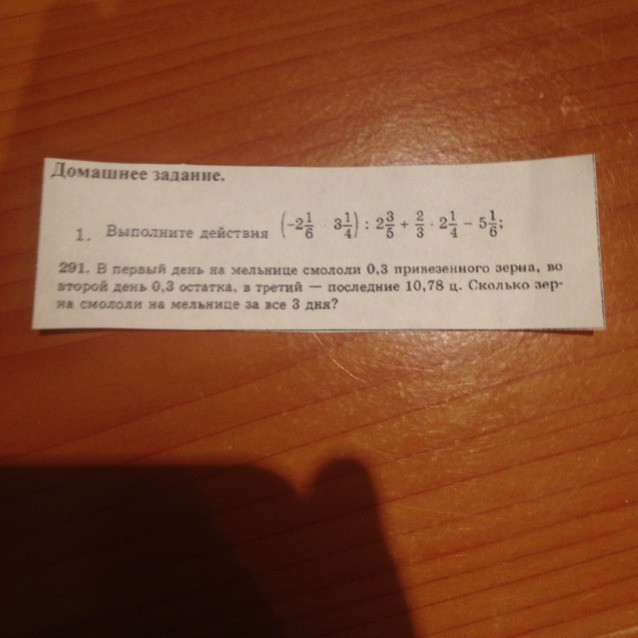 Домашнее задание.
1. Выполните действия (-2 1/6 - 3 1/4) : 2 3/5 + 2/3 · 2 1/4 - 5 1/6;
291. В первый день на мельнице смололи 0,3 привезенного зерна, во
второй день 0,3 остатка, в третий — последние 10,78 ц. Сколько зер-
на смололи на мельнице за все 3 дня?